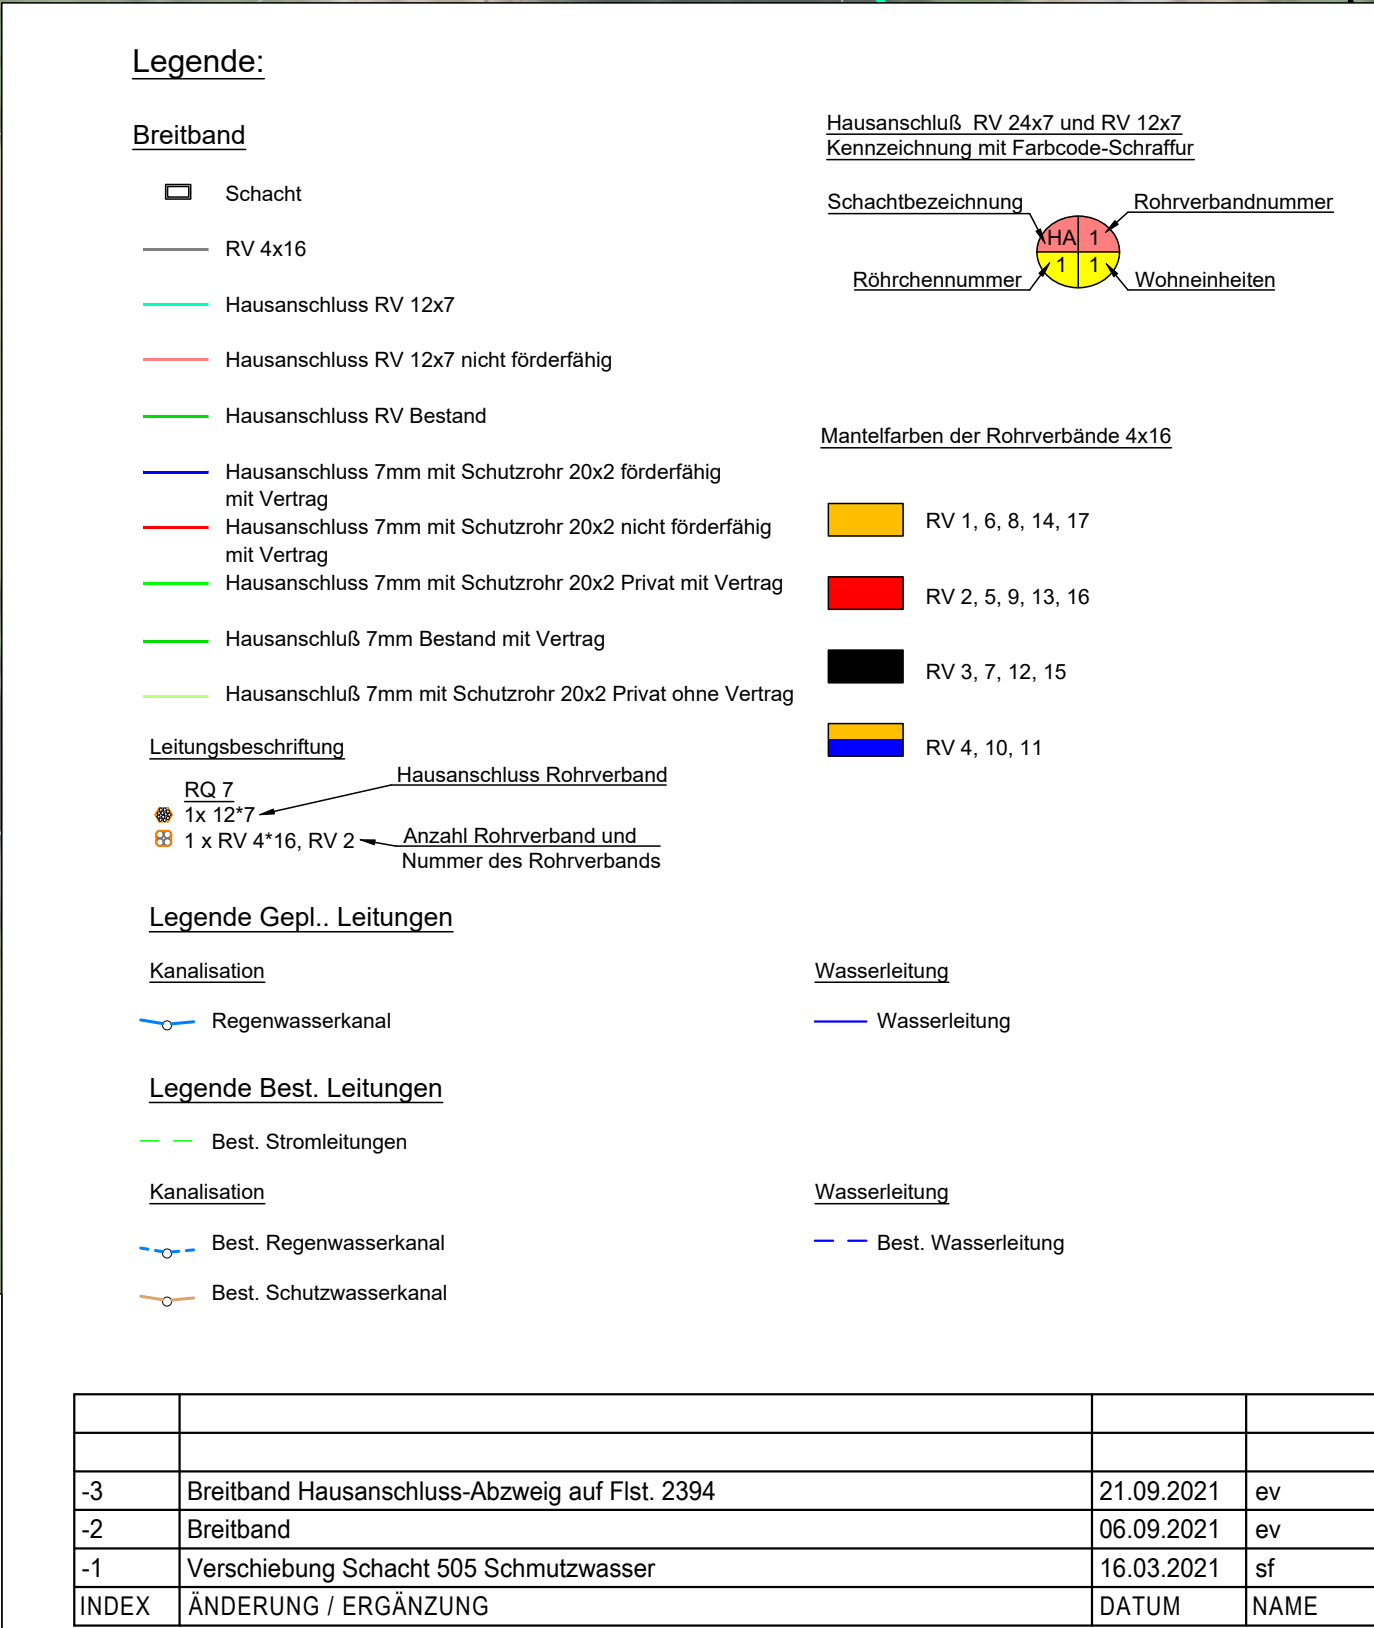 Legende:
Breitband
Schacht
RV 4x16
Hausanschluss RV 12x7
Hausanschluss RV 12x7 nicht förderfähig
Hausanschluss RV Bestand
Hausanschluss 7mm mit Schutzrohr 20x2 förderfähig
mit Vertrag
Hausanschluss 7mm mit Schutzrohr 20x2 nicht förderfähig
mit Vertrag
Hausanschluss 7mm mit Schutzrohr 20x2 Privat mit Vertrag
Hausanschluß 7mm Bestand mit Vertrag
Hausanschluß 7mm mit Schutzrohr 20x2 Privat ohne Vertrag
Hausanschluß RV 24x7 und RV 12x7
Kennzeichnung mit Farbcode-Schraffur
Schachtbezeichnung
Rohrverbandnummer
HA 1
1 1
Röhrchennummer
Wohneinheiten
Mantelfarben der Rohrverbände 4x16
RV 1, 6, 8, 14, 17
RV 2, 5, 9, 13, 16
RV 3, 7, 12, 15
RV 4, 10, 11
Leitungsbeschriftung
RQ 7
1x 12*7
1 x RV 4*16, RV 2
Hausanschluss Rohrverband
Anzahl Rohrverband und
Nummer des Rohrverbands
Legende Gepl.. Leitungen
Kanalisation
Regenwasserkanal
Wasserleitung
Wasserleitung
Legende Best. Leitungen
Best. Stromleitungen
Kanalisation
Best. Regenwasserkanal
Best. Schutzwasserkanal
Wasserleitung
Best. Wasserleitung
-3 Breitband Hausanschluss-Abzweig auf Flst. 2394 21.09.2021 ev
-2 Breitband 06.09.2021 ev
-1 Verschiebung Schacht 505 Schmutzwasser 16.03.2021 sf
INDEX ÄNDERUNG / ERGÄNZUNG DATUM NAME